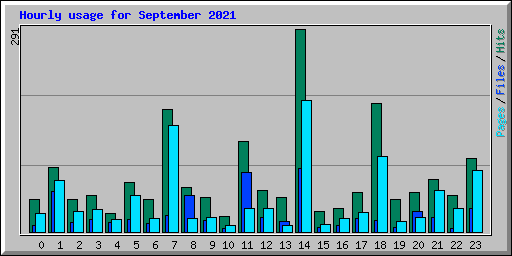 Hourly usage for September 2021
291
Pages / Files / Hits
0 1 2 3 4 5 6 7 8 9 10 11 12 13 14 15 16 17 18 19 20 21 22 23